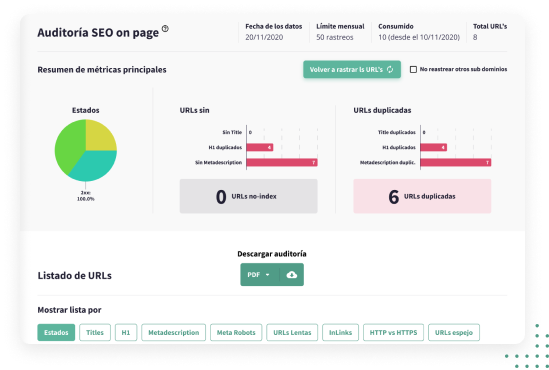 Auditoría SEO on page ?
Fecha de los datos
20/11/2020
Límite mensual
50 rastreos
Consumido
10 (desde el 10/11/2020)
Total URL's
8
Resumen de métricas principales
Volver a rastrar ls URL's
No reastrear otros sub dominios
Estados
2xx:
100,0%
URLs sin
Sin Title 0
H1 duplicados 4
Sin Metadescription 7
0 URLs no-index
URLs duplicadas
Title duplicados 0
H1 duplicados 4
Metadescription duplic. 7
6 URLs duplicadas
Descargar auditoría
Listado de URLs
PDF
Mostrar lista por
Estados Titles H1 Metadescription Meta Robots URLs Lentas InLinks HTTP vs HTTPS URLs espejo